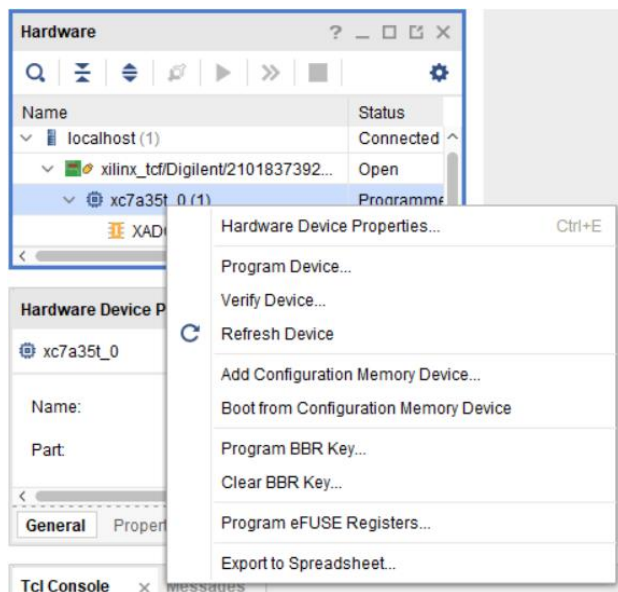 Hardware
Name Status
localhost (1) Connected
xilinx_tcf/Digilent/2101837392... Open
xc7a35t_0 (1) Programme
XAD
Hardware Device Properties... Ctrl+E
Program Device...
Verify Device...
Refresh Device
Add Configuration Memory Device...
Boot from Configuration Memory Device
Program BBR Key...
Clear BBR Key...
Program eFUSE Registers...
Export to Spreadsheet...
Hardware Device P
xc7a35t_0
Name:
Part:
General Propert
Tcl Console Messages